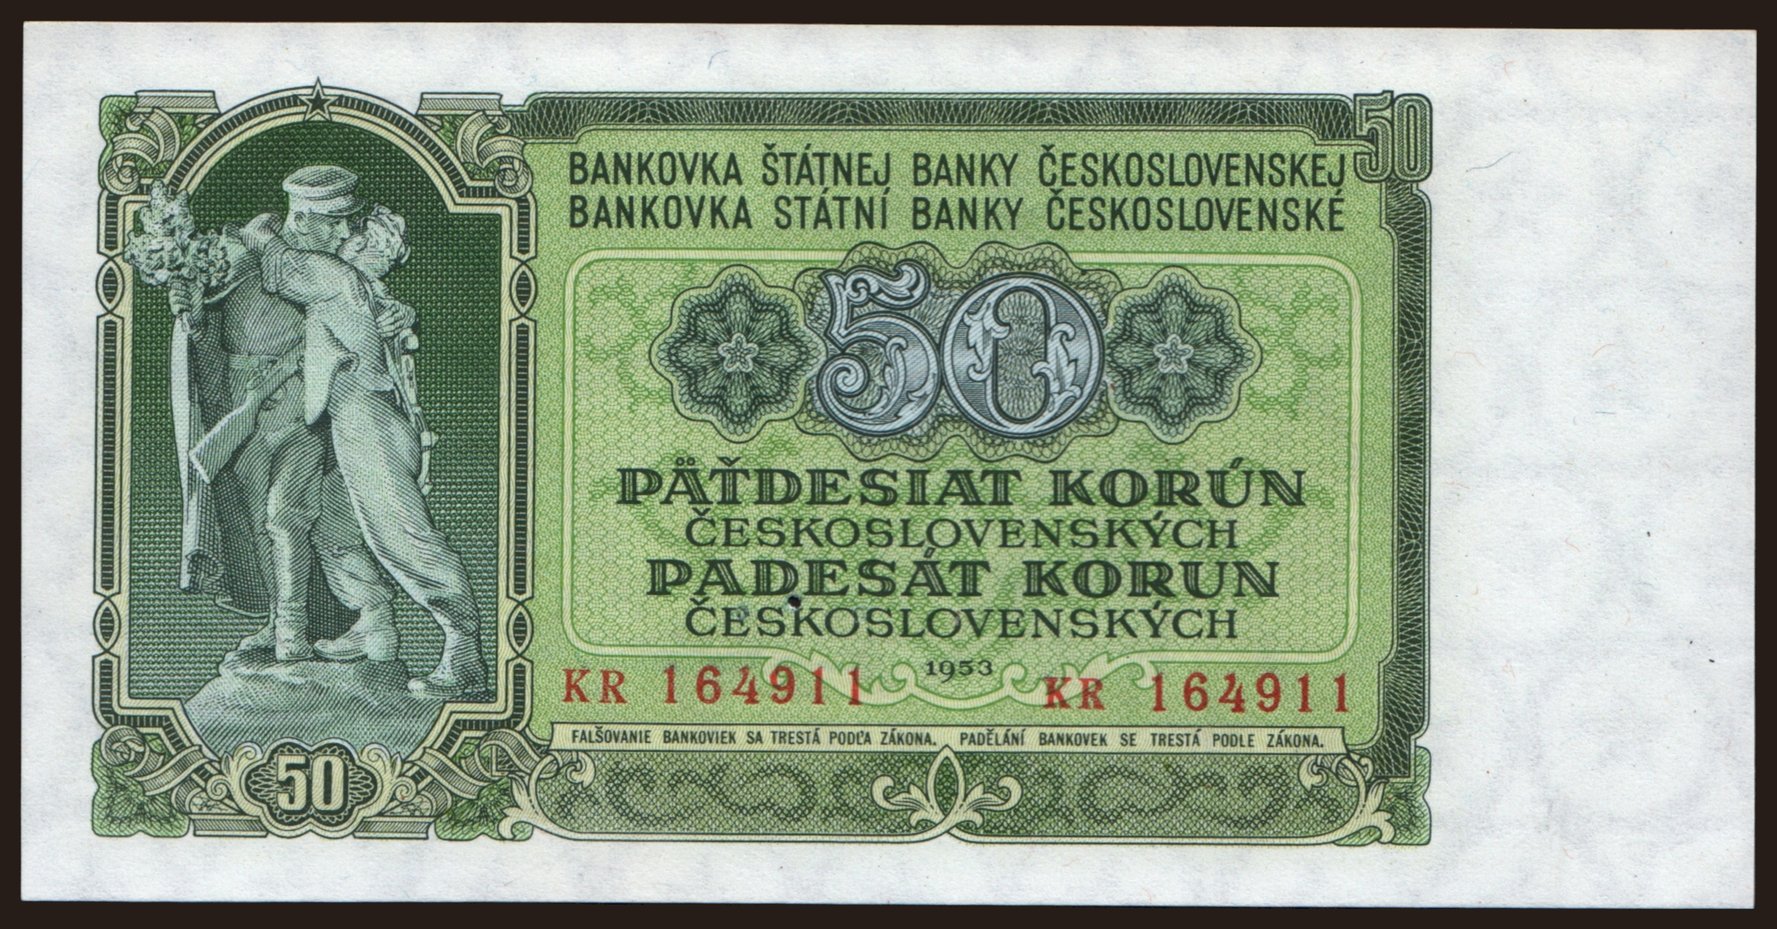 50
BANKOVKA ŠTÁTNEJ BANKY ČESKOSLOVENSKEJ
BANKOVKA STÁTNÍ BANKY ČESKOSLOVENSKÉ
50
PÄŤDESIAT KORÚN
ČESKOSLOVENSKÝCH
PADESÁT KORUN
ČESKOSLOVENSKÝCH
1953
KR 164911 KR 164911
FALŠOVANIE BANKOVIEK SA TRESTÁ PODĽA ZÁKONA. PADĚLÁNÍ BANKOVEK SE TRESTÁ PODLE ZÁKONA.
50